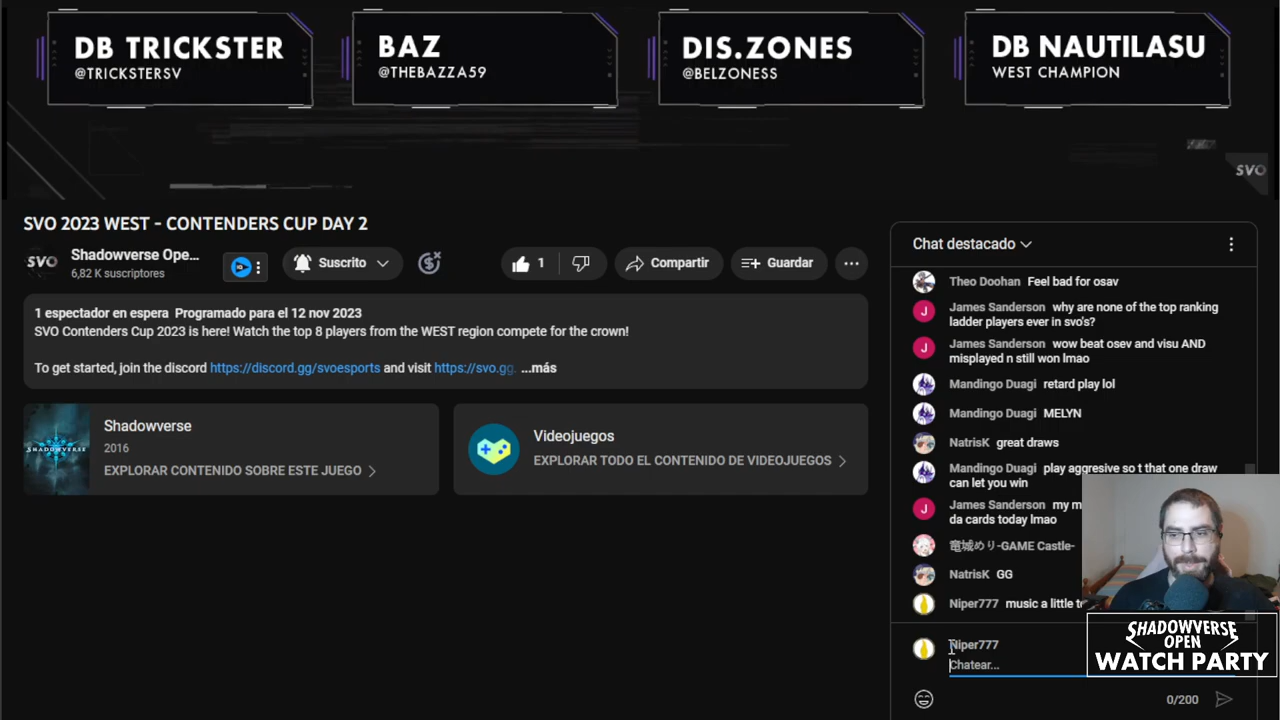 DB TRICKSTER
@TRICKSTERSV
BAZ
@THEBAZZA59
DIS.ZONES
@BELZONESS
DB NAUTILASU
WEST CHAMPION
SVO
SVO 2023 WEST - CONTENDERS CUP DAY 2
SVO
Shadowverse Ope...
6,82 K suscriptores
Suscrito
1
Compartir
Guardar
1 espectador en espera Programado para el 12 nov 2023
SVO Contenders Cup 2023 is here! Watch the top 8 players from the WEST region compete for the crown!
To get started, join the discord https://discord.gg/svoesports and visit https://svo.gg. ...más
SHADOWVERSE
Shadowverse
2016
EXPLORAR CONTENIDO SOBRE ESTE JUEGO
Videojuegos
EXPLORAR TODO EL CONTENIDO DE VIDEOJUEGOS
Chat destacado
Theo Doohan Feel bad for osav
J
James Sanderson why are none of the top ranking
ladder players ever in svo's?
J
James Sanderson wow beat osev and visu AND
misplayed n still won lmao
Mandingo Duagi retard play lol
Mandingo Duagi MELYN
NatrisK great draws
Mandingo Duagi play aggresive so t that one draw
can let you win
J
James Sanderson my m
da cards today lmao
竜城めり-GAME Castle-
NatrisK GG
Niper777 music a little t
Niper777
Chatear...
0/200
SHADOWVERSE
OPEN
WATCH PARTY